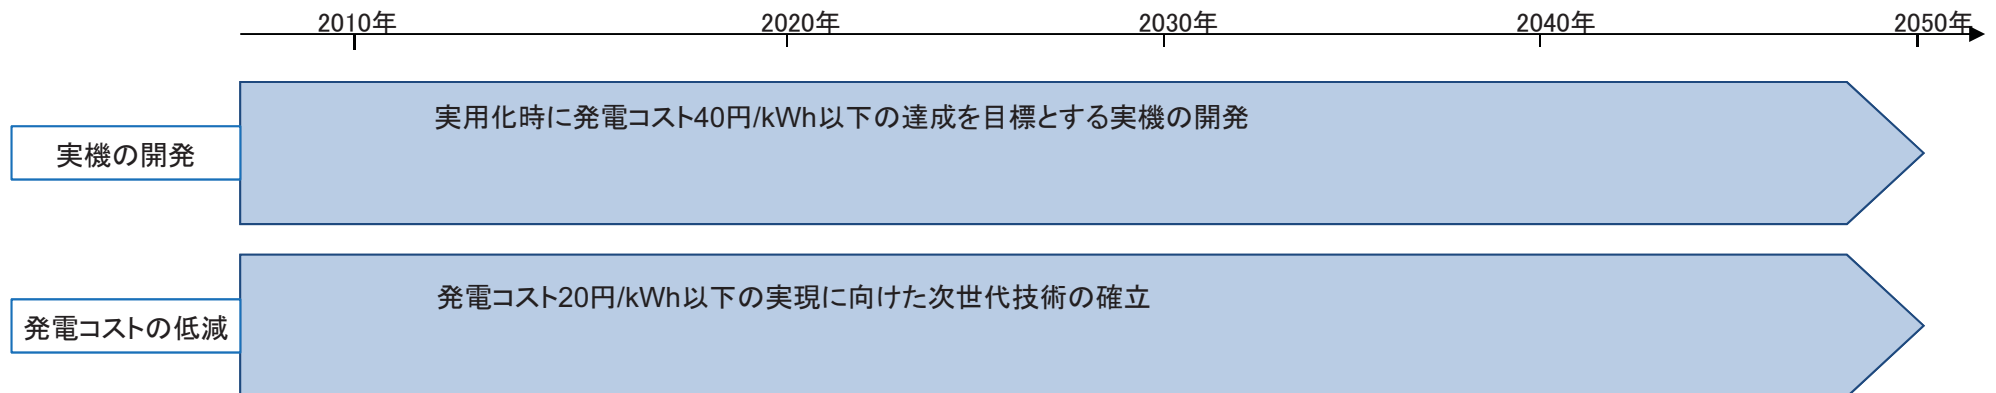 2010年 2020年 2030年 2040年 2050年
実用化時に発電コスト40円/kWh以下の達成を目標とする実機の開発
実機の開発
発電コスト20円/kWh以下の実現に向けた次世代技術の確立
発電コストの低減